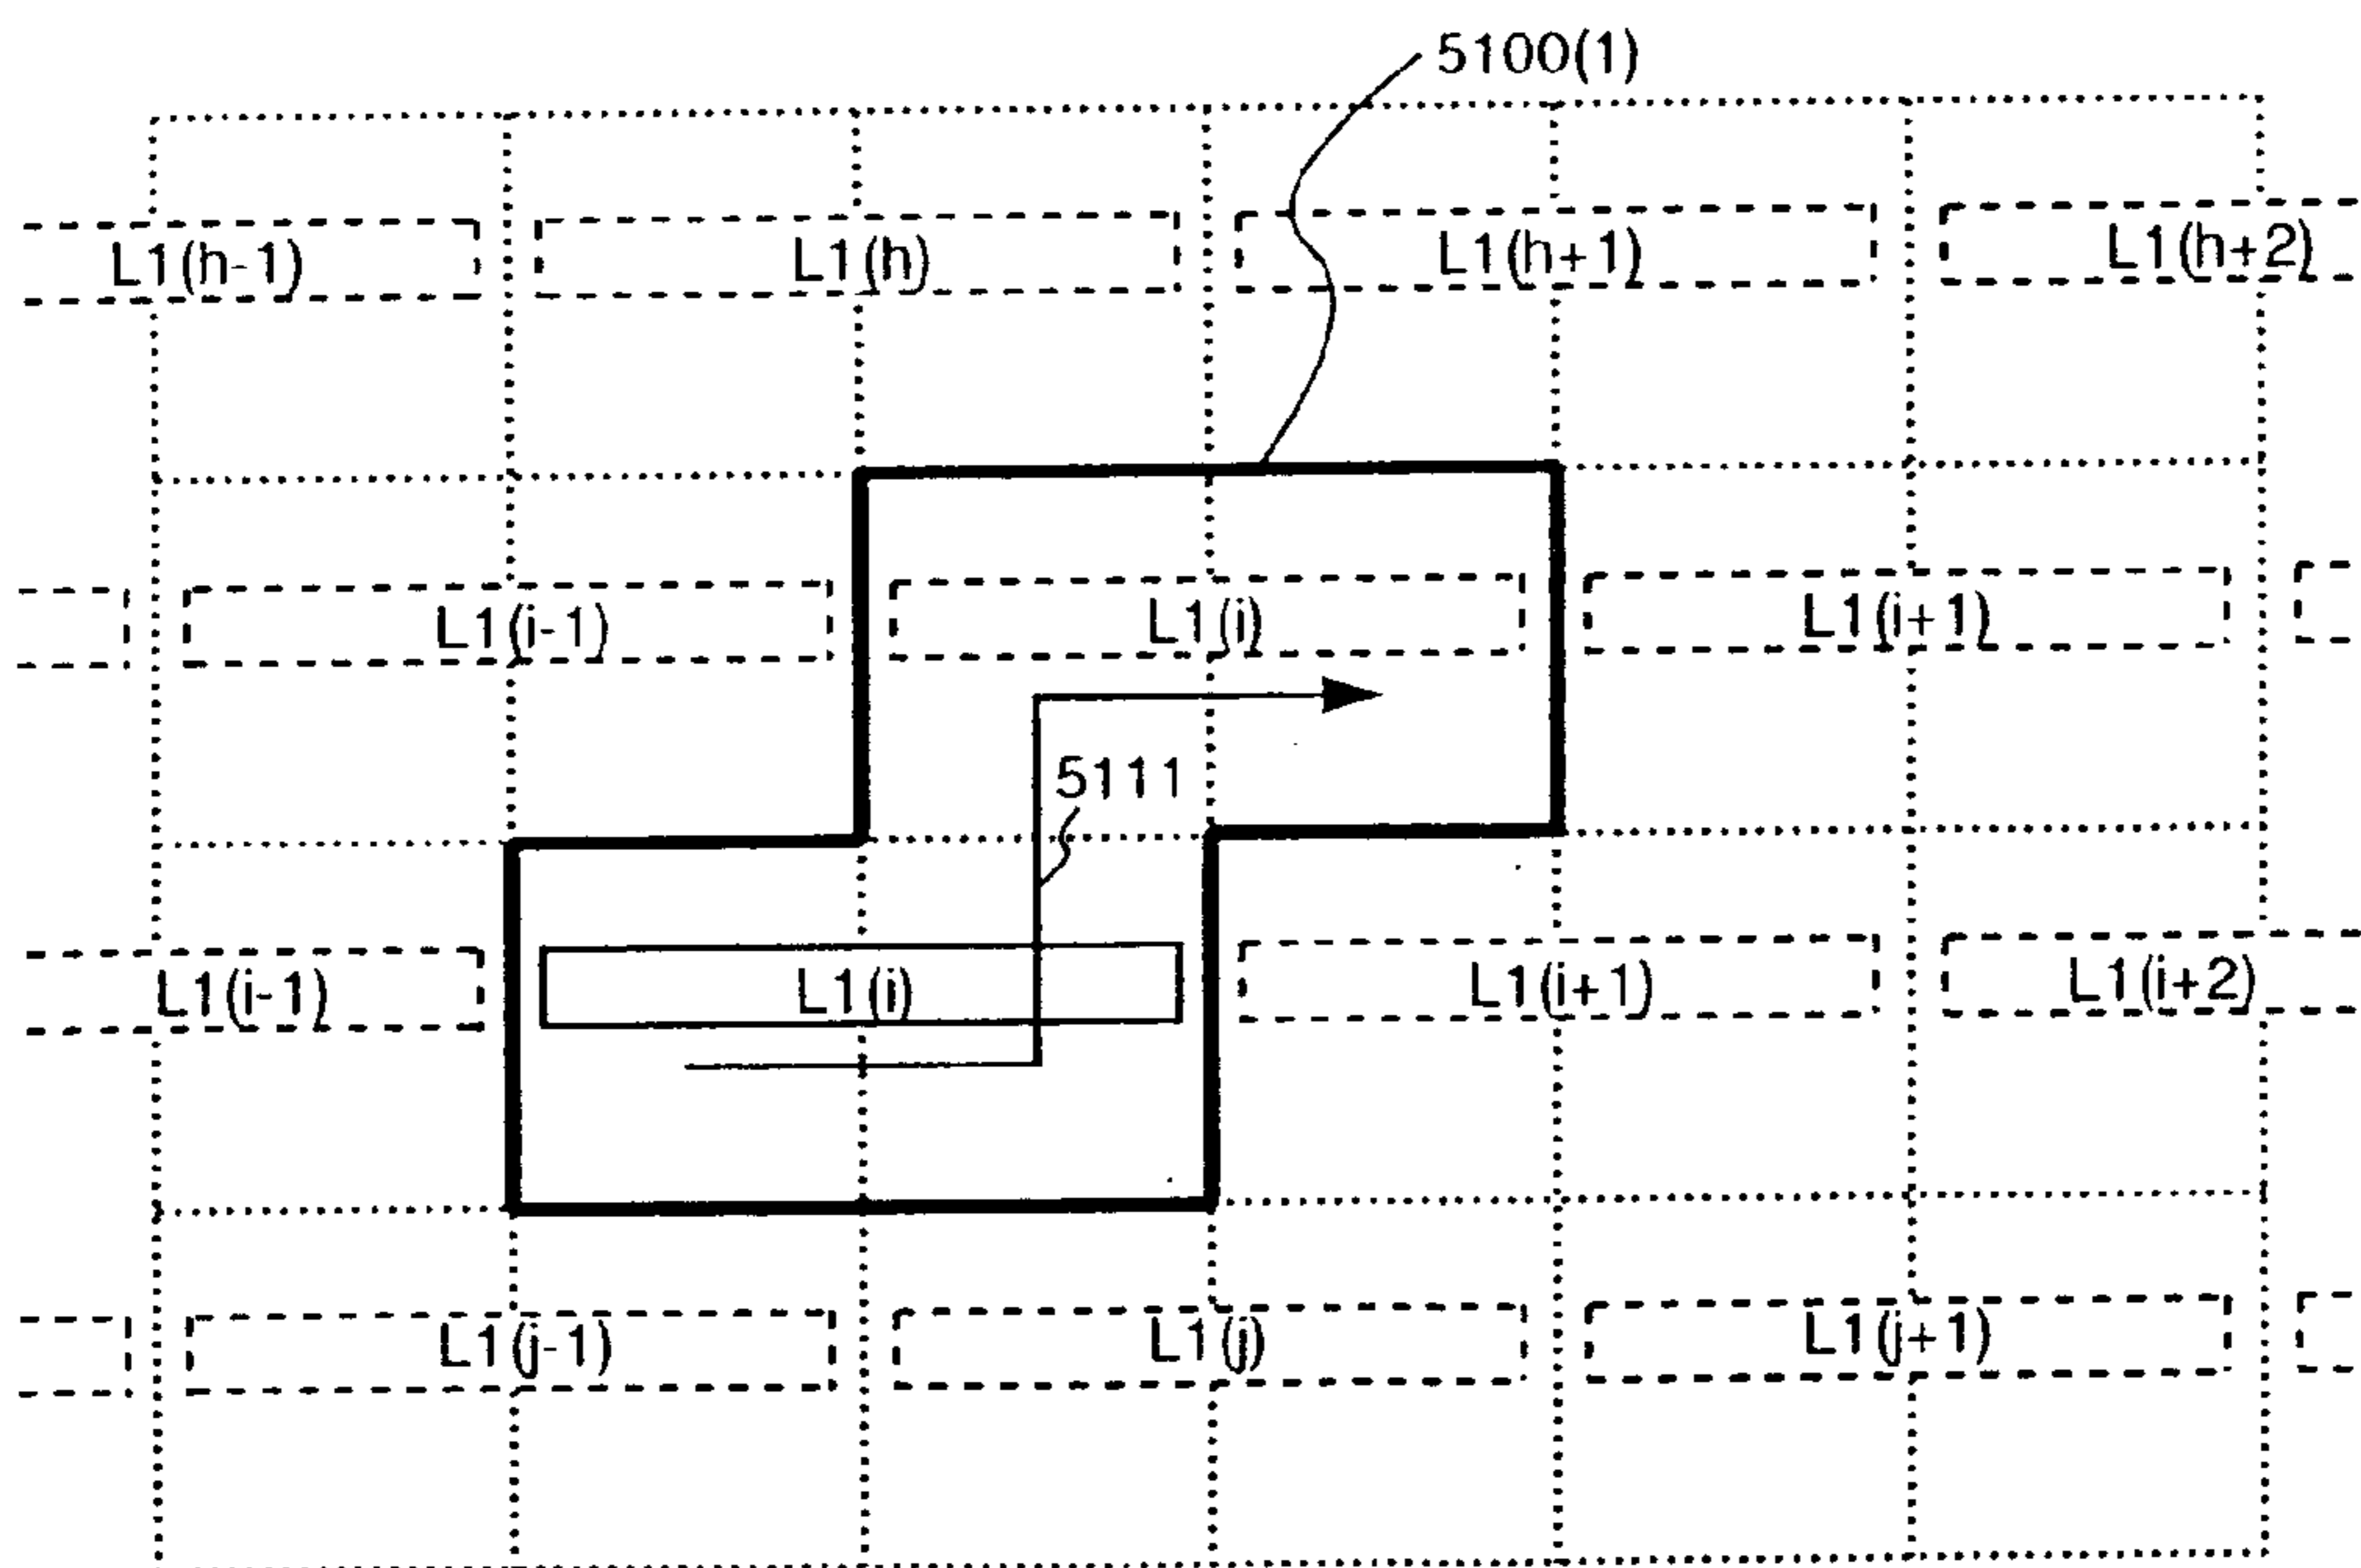 5100(1)
L1(h-1) L1(h) L1(h+1) L1(h+2)
L1(i-1) L1(i) L1(i+1)
5111
L1(i-1) L1(i) L1(i+1) L1(i+2)
L1(j-1) L1(j) L1(j+1)